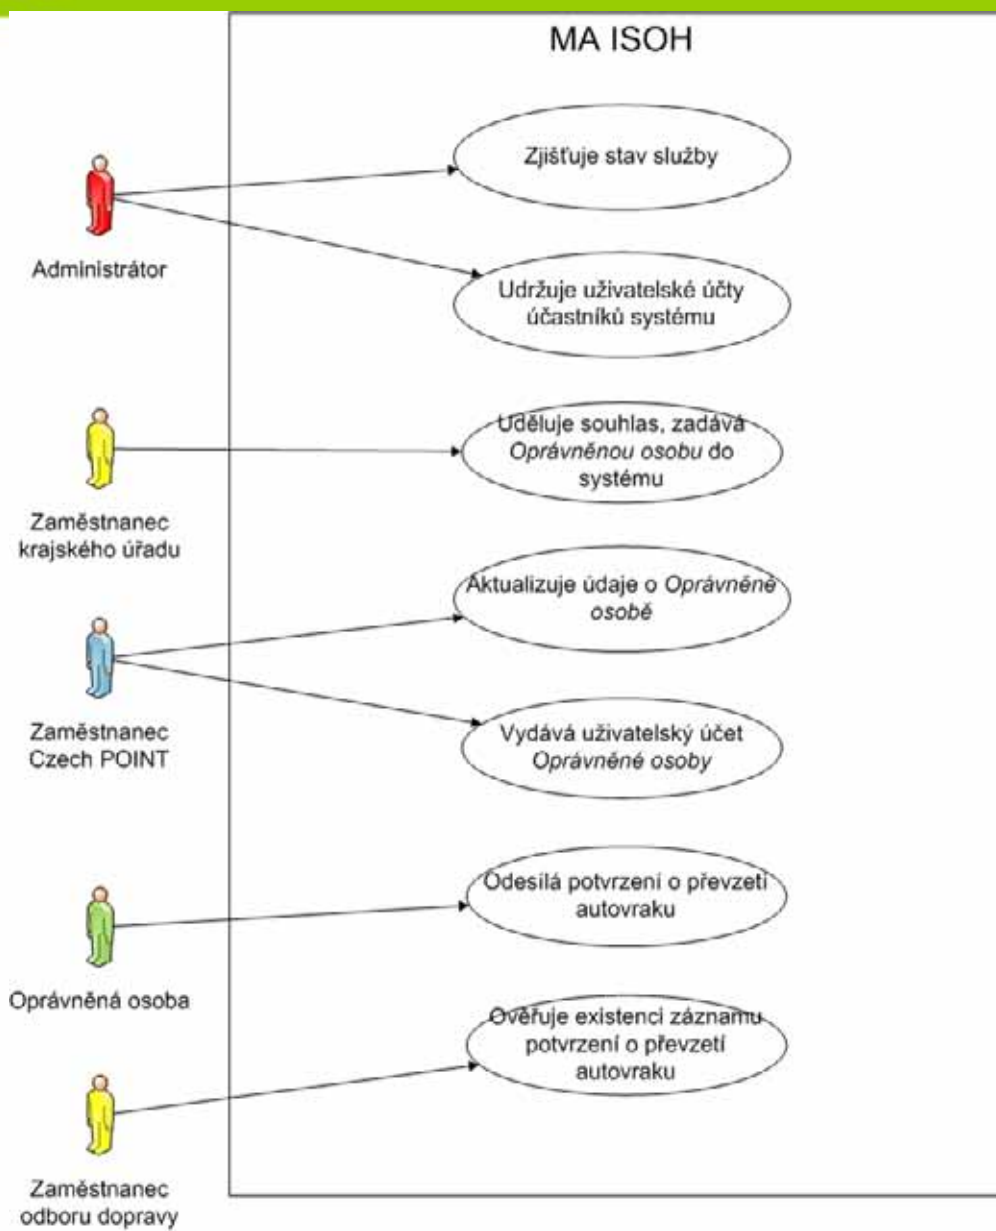 MA ISOH
Zjišťuje stav služby
Administrátor
Udržuje uživatelské účty
účastníků systému
Uděluje souhlas, zadává
Oprávněnou osobu do
systému
Zaměstnanec
krajského úřadu
Aktualizuje údaje o Oprávněné
osobě
Zaměstnanec
Czech POINT
Vydává uživatelský účet
Oprávněné osoby
Odesílá potvrzení o převzetí
autovraku
Oprávněná osoba
Ověřuje existenci záznamu
potvrzení o převzetí
autovraku
Zaměstnanec
odboru dopravy